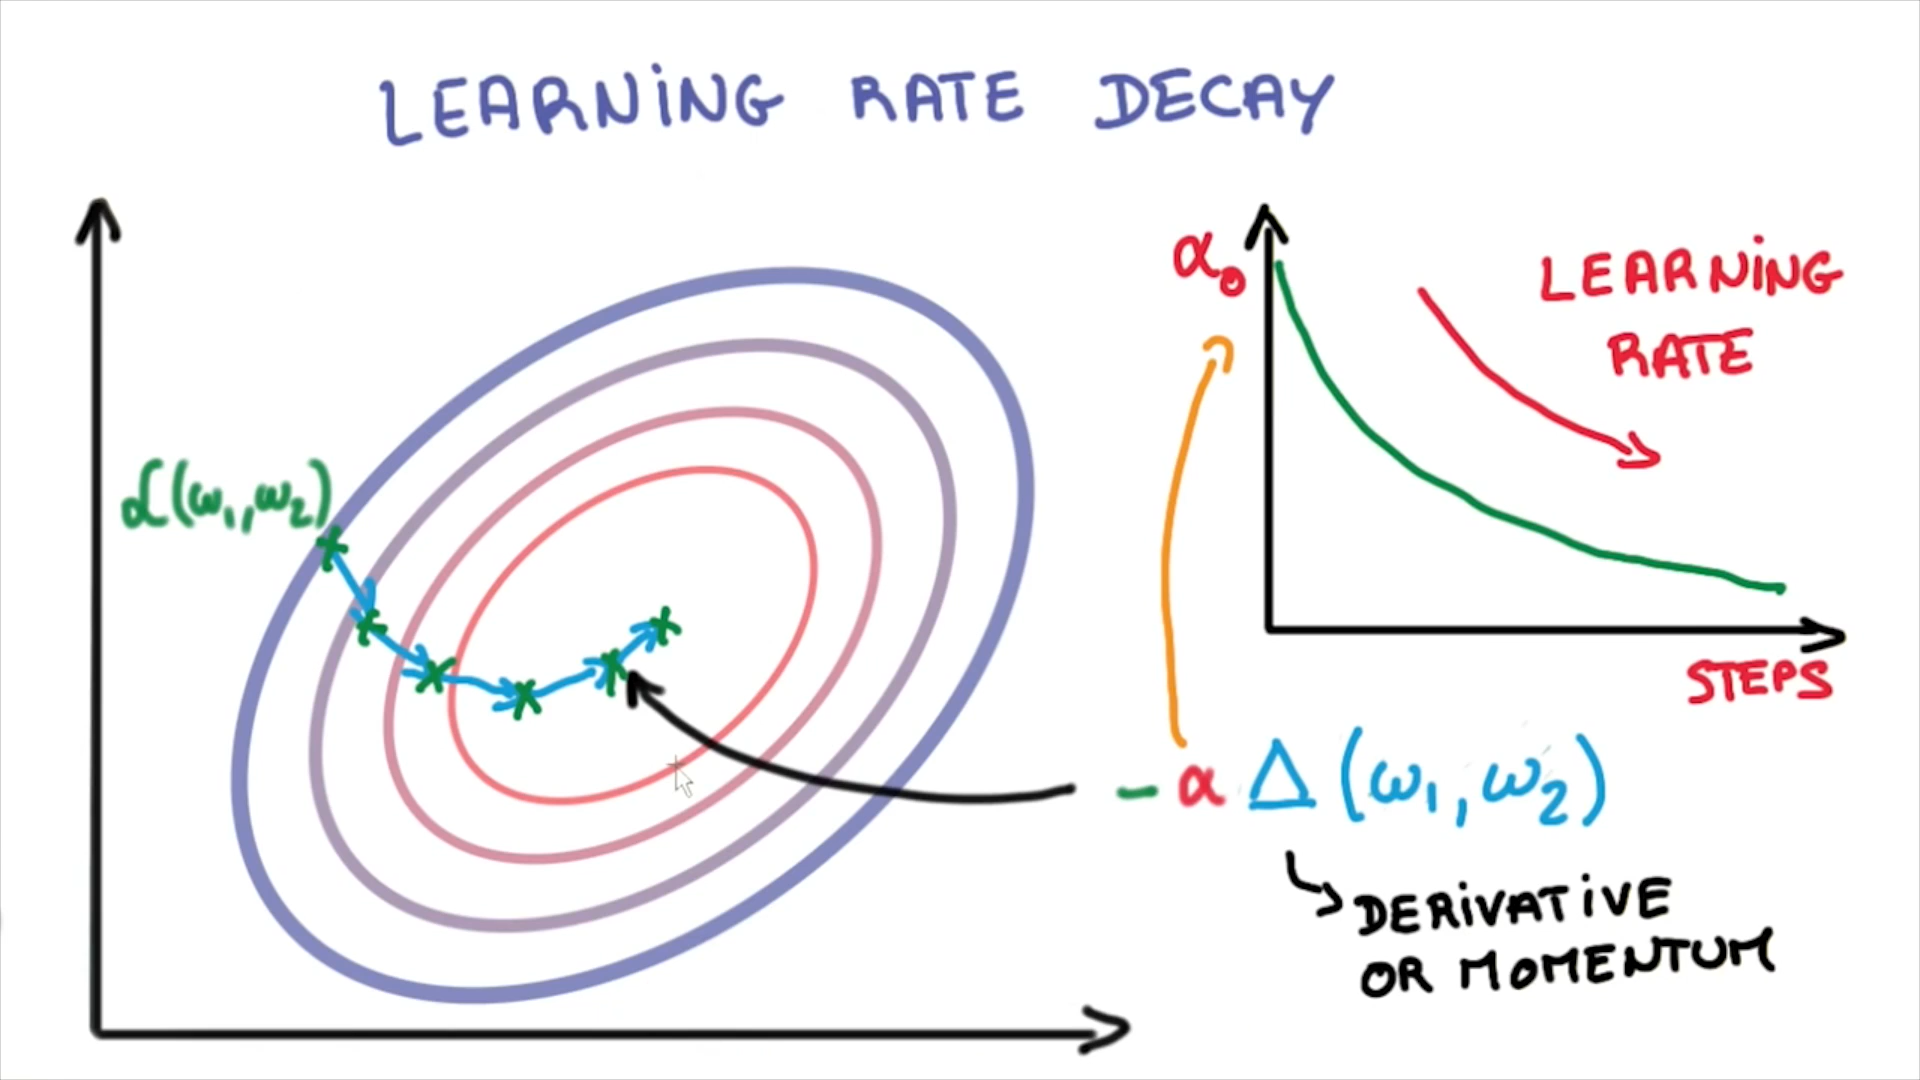 LEARNING RATE DECAY
α₀
LEARNING
RATE
ℒ(ω₁,ω₂)
STEPS
- α Δ (ω₁, ω₂)
DERIVATIVE
OR MOMENTUM